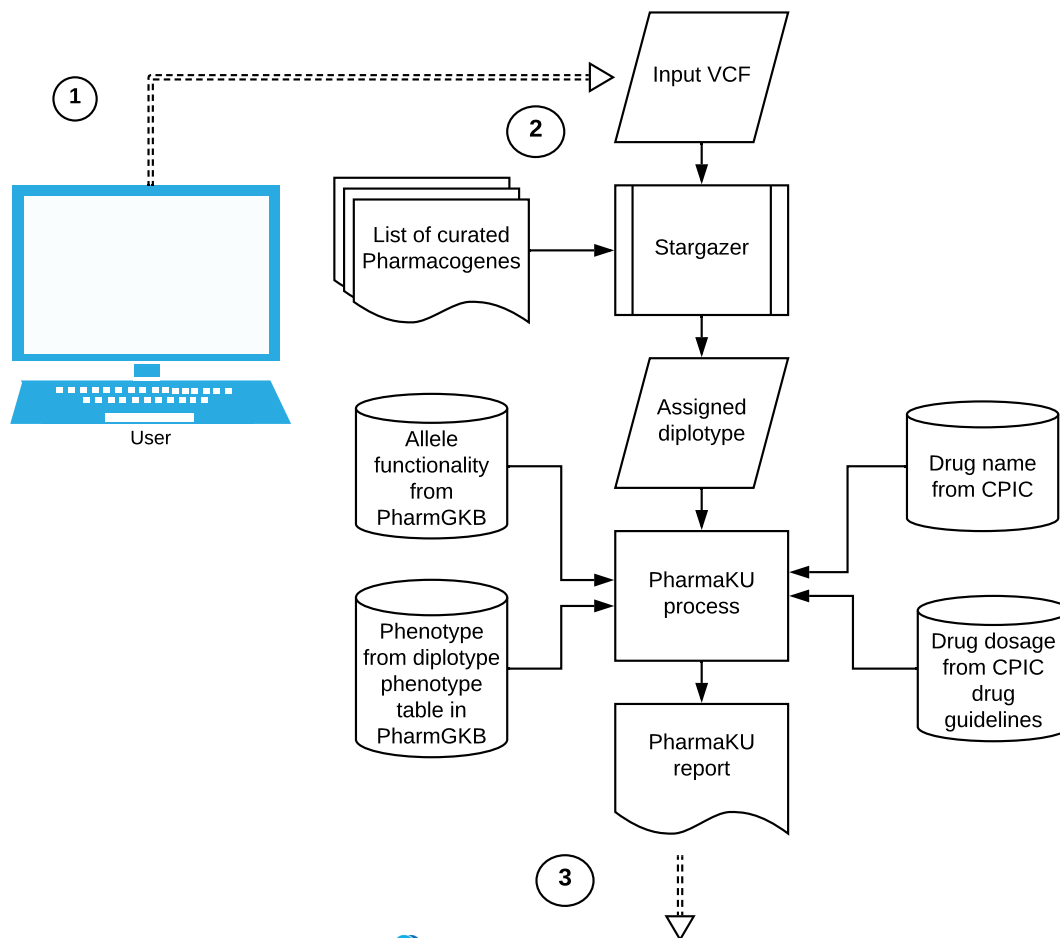 1
Input VCF
2
List of curated
Pharmacogenes
Stargazer
User
Assigned
diplotype
Allele
functionality
from
PharmGKB
Drug name
from CPIC
PharmaKU
process
Phenotype
from diplotype
phenotype
table in
PharmGKB
Drug dosage
from CPIC
drug
guidelines
PharmaKU
report
3